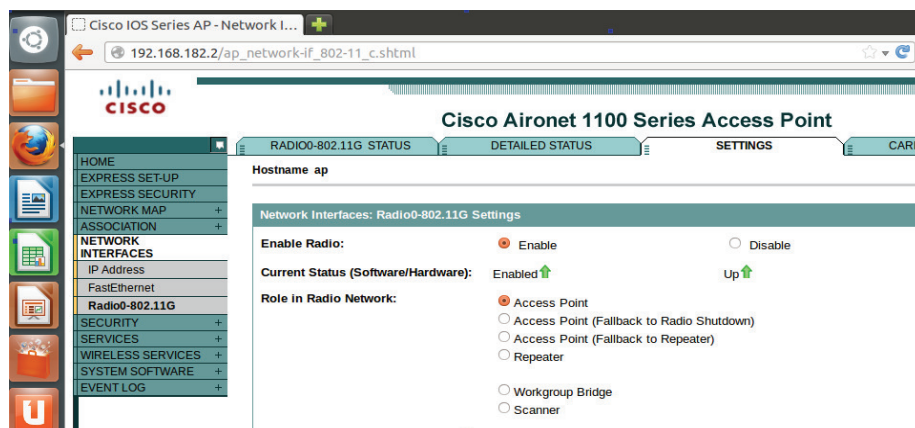 Cisco IOS Series AP - Network I...
192.168.182.2/ap_network-if_802-11_c.shtml
CISCO
Cisco Aironet 1100 Series Access Point
RADIO0-802.11G STATUS
DETAILED STATUS
SETTINGS
CAR
HOME
EXPRESS SET-UP
EXPRESS SECURITY
NETWORK MAP +
ASSOCIATION +
NETWORK
INTERFACES
IP Address
FastEthernet
Radio0-802.11G
SECURITY +
SERVICES +
WIRELESS SERVICES +
SYSTEM SOFTWARE +
EVENT LOG +
Hostname ap
Network Interfaces: Radio0-802.11G Settings
Enable Radio: Enable Disable
Current Status (Software/Hardware): Enabled Up
Role in Radio Network: Access Point
Access Point (Fallback to Radio Shutdown)
Access Point (Fallback to Repeater)
Repeater
Workgroup Bridge
Scanner